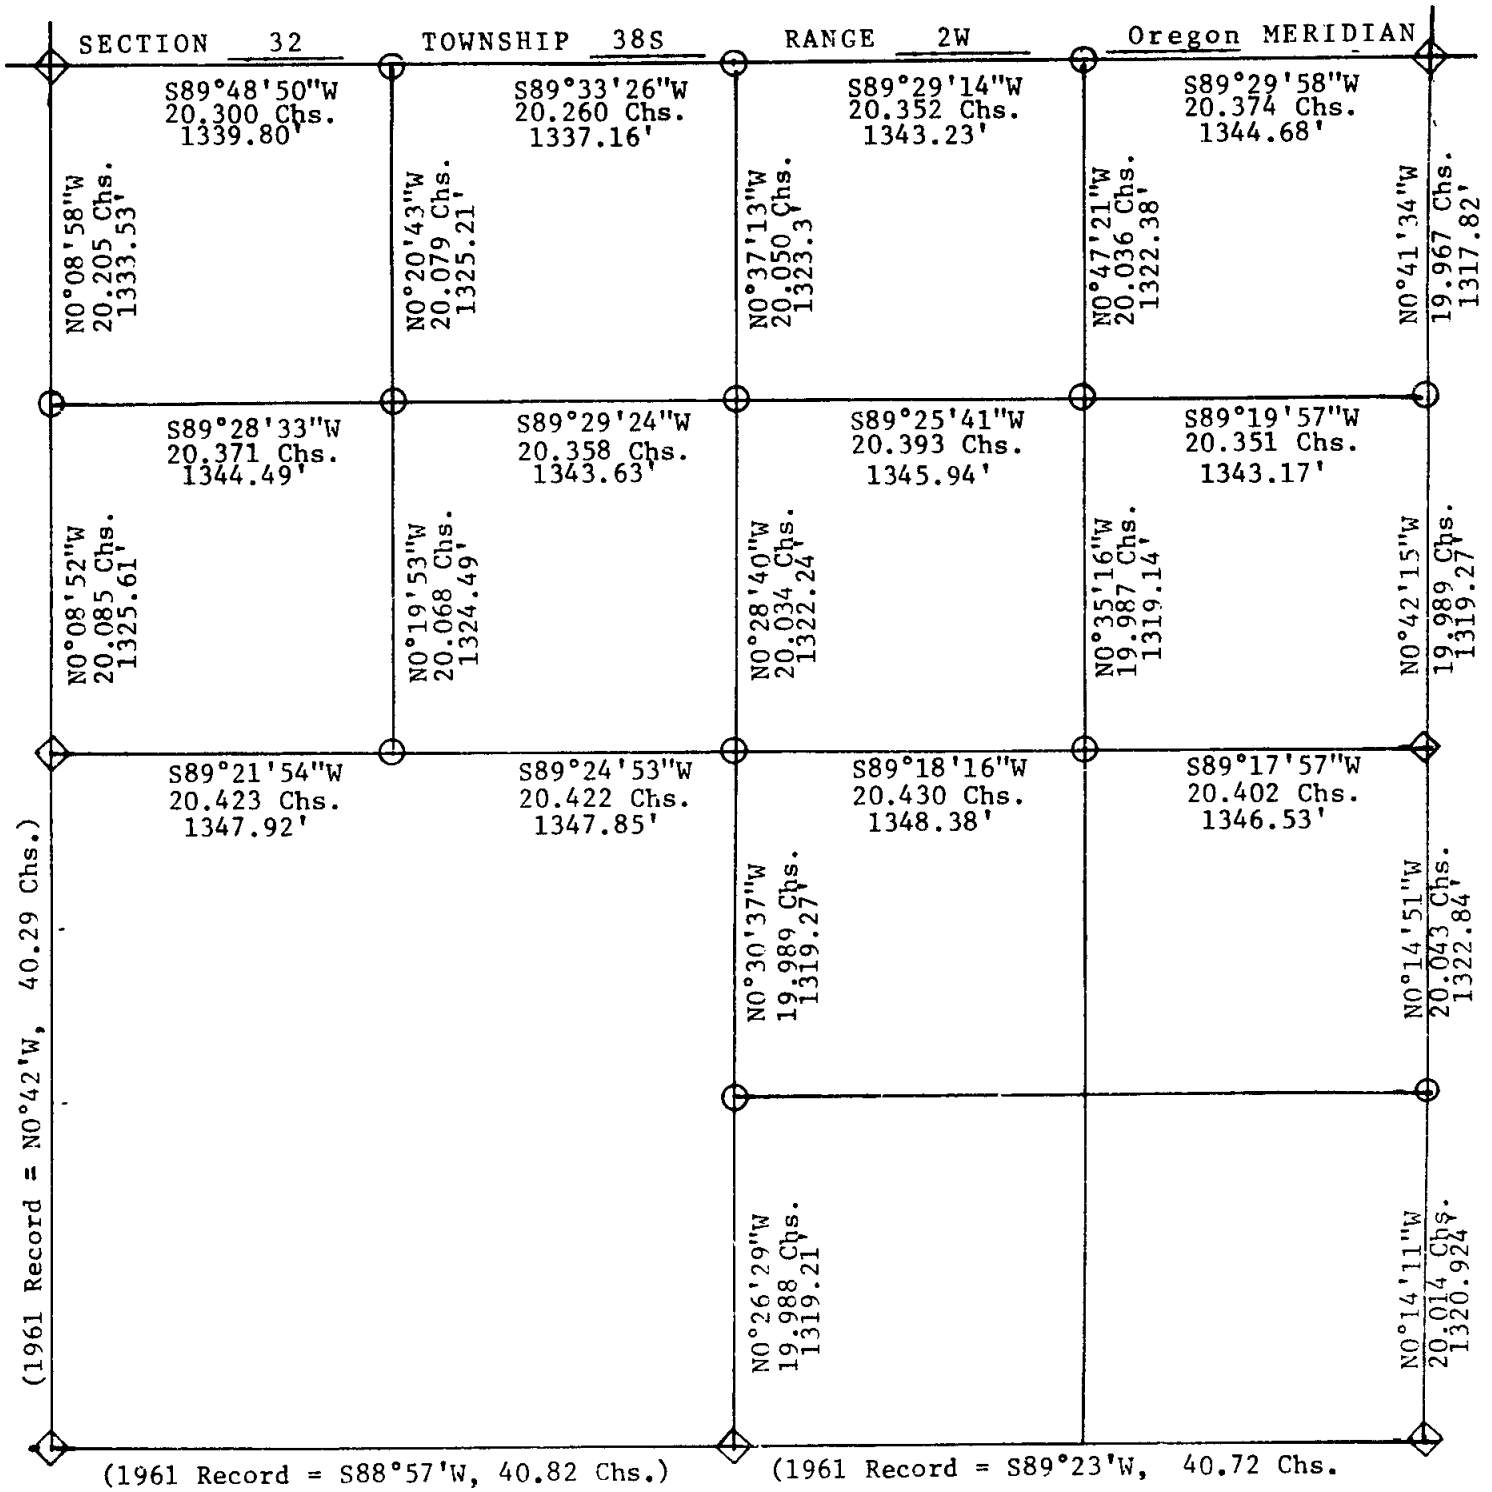 SECTION 32 TOWNSHIP 38S RANGE 2W Oregon MERIDIAN
S89°48'50"W
20.300 Chs.
1339.80'
S89°33'26"W
20.260 Chs.
1337.16'
S89°29'14"W
20.352 Chs.
1343.23'
S89°29'58"W
20.374 Chs.
1344.68'
N0°08'58"W
20.205 Chs.
1333.53'
N0°20'43"W
20.079 Chs.
1325.21'
N0°37'13"W
20.050 Chs.
1323.3'
N0°47'21"W
20.036 Chs.
1322.38'
N0°41'34"W
19.967 Chs.
1317.82'
S89°28'33"W
20.371 Chs.
1344.49'
S89°29'24"W
20.358 Chs.
1343.63'
S89°25'41"W
20.393 Chs.
1345.94'
S89°19'57"W
20.351 Chs.
1343.17'
N0°08'52"W
20.085 Chs.
1325.61'
N0°19'53"W
20.068 Chs.
1324.49'
N0°28'40"W
20.034 Chs.
1322.24'
N0°35'16"W
19.987 Chs.
1319.14'
N0°42'15"W
19.989 Chs.
1319.27'
S89°21'54"W
20.423 Chs.
1347.92'
S89°24'53"W
20.422 Chs.
1347.85'
S89°18'16"W
20.430 Chs.
1348.38'
S89°17'57"W
20.402 Chs.
1346.53'
(1961 Record = N0°42'W, 40.29 Chs.)
N0°30'37"W
19.989 Chs.
1319.27'
N0°14'51"W
20.043 Chs.
1322.84'
N0°26'29"W
19.988 Chs.
1319.21'
N0°14'11"W
20.014 Chs.
1320.924'
(1961 Record = S88°57'W, 40.82 Chs.)
(1961 Record = S89°23'W, 40.72 Chs.